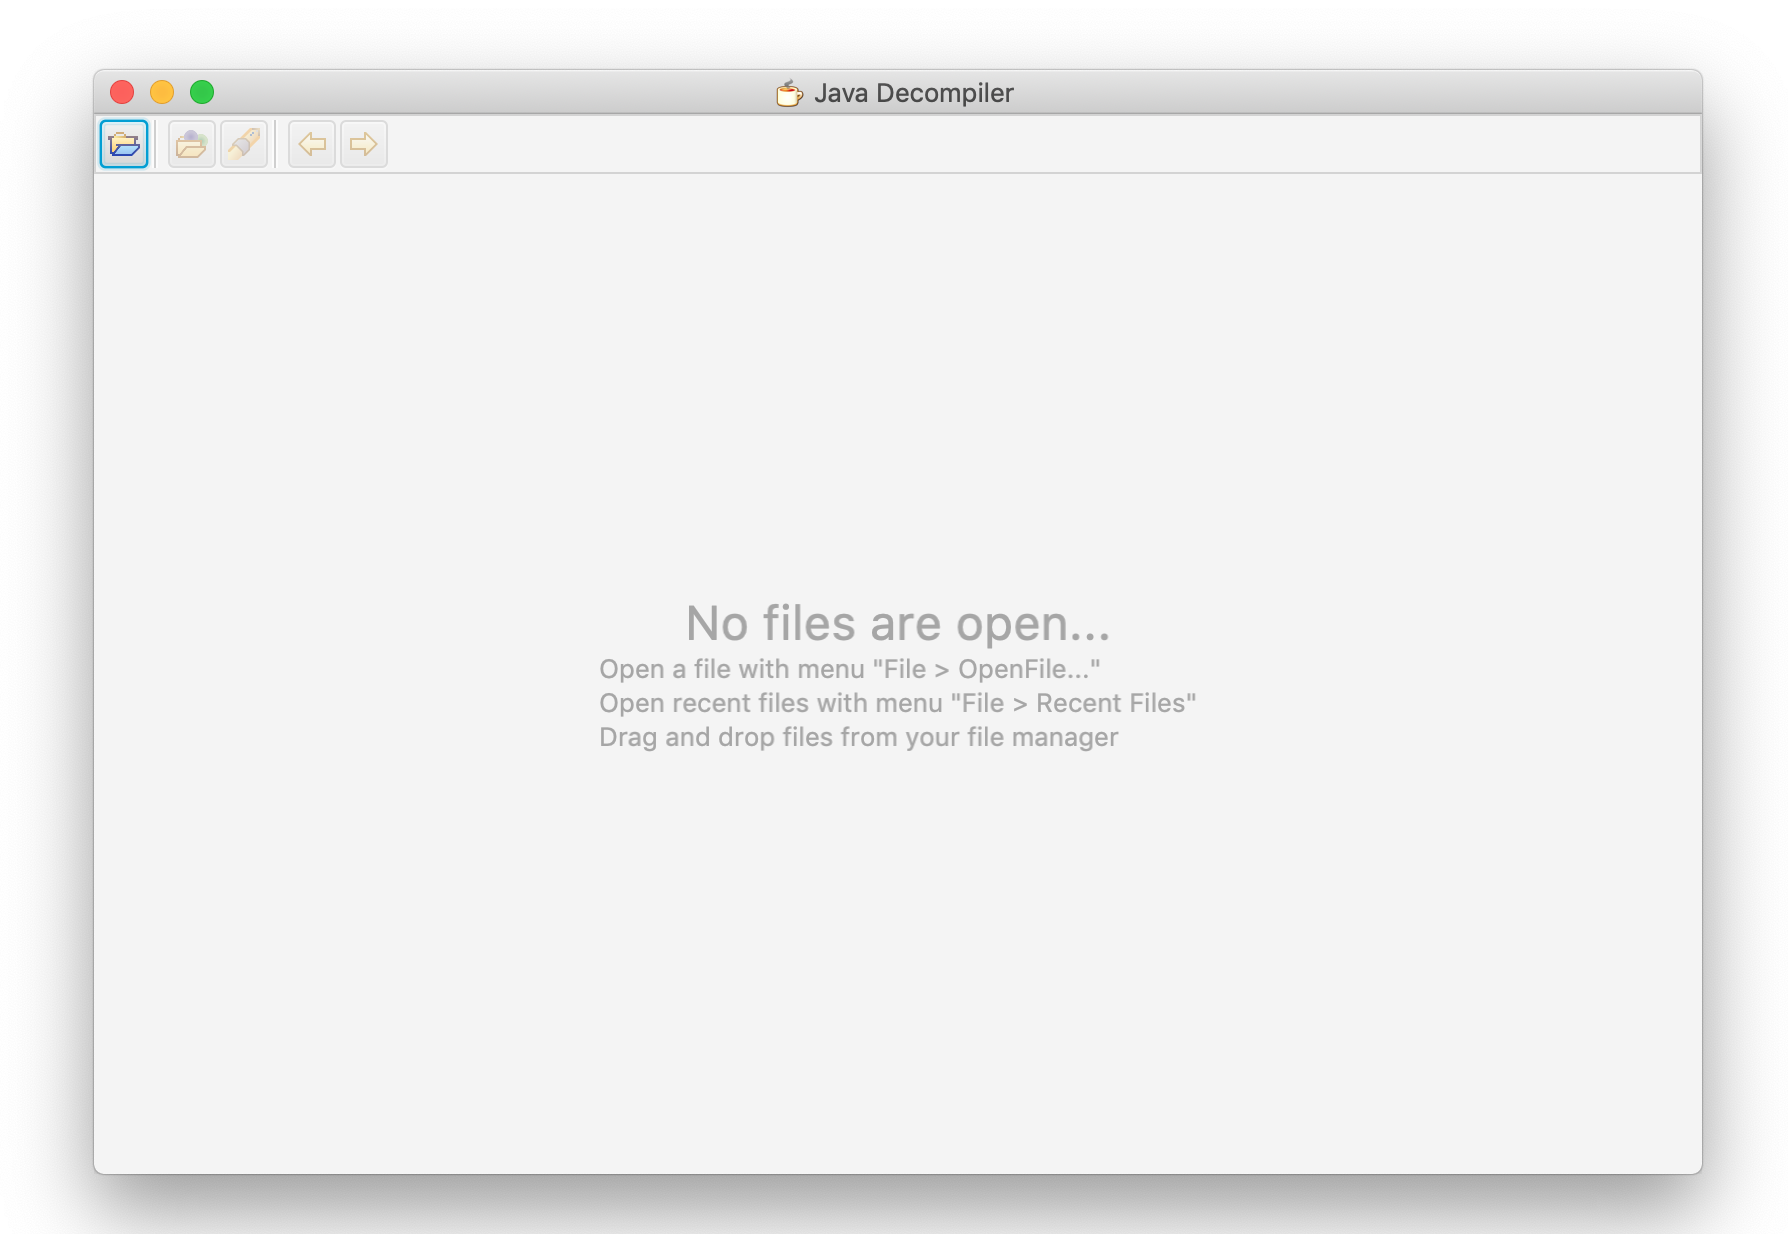 Java Decompiler
No files are open...
Open a file with menu "File > OpenFile..."
Open recent files with menu "File > Recent Files"
Drag and drop files from your file manager